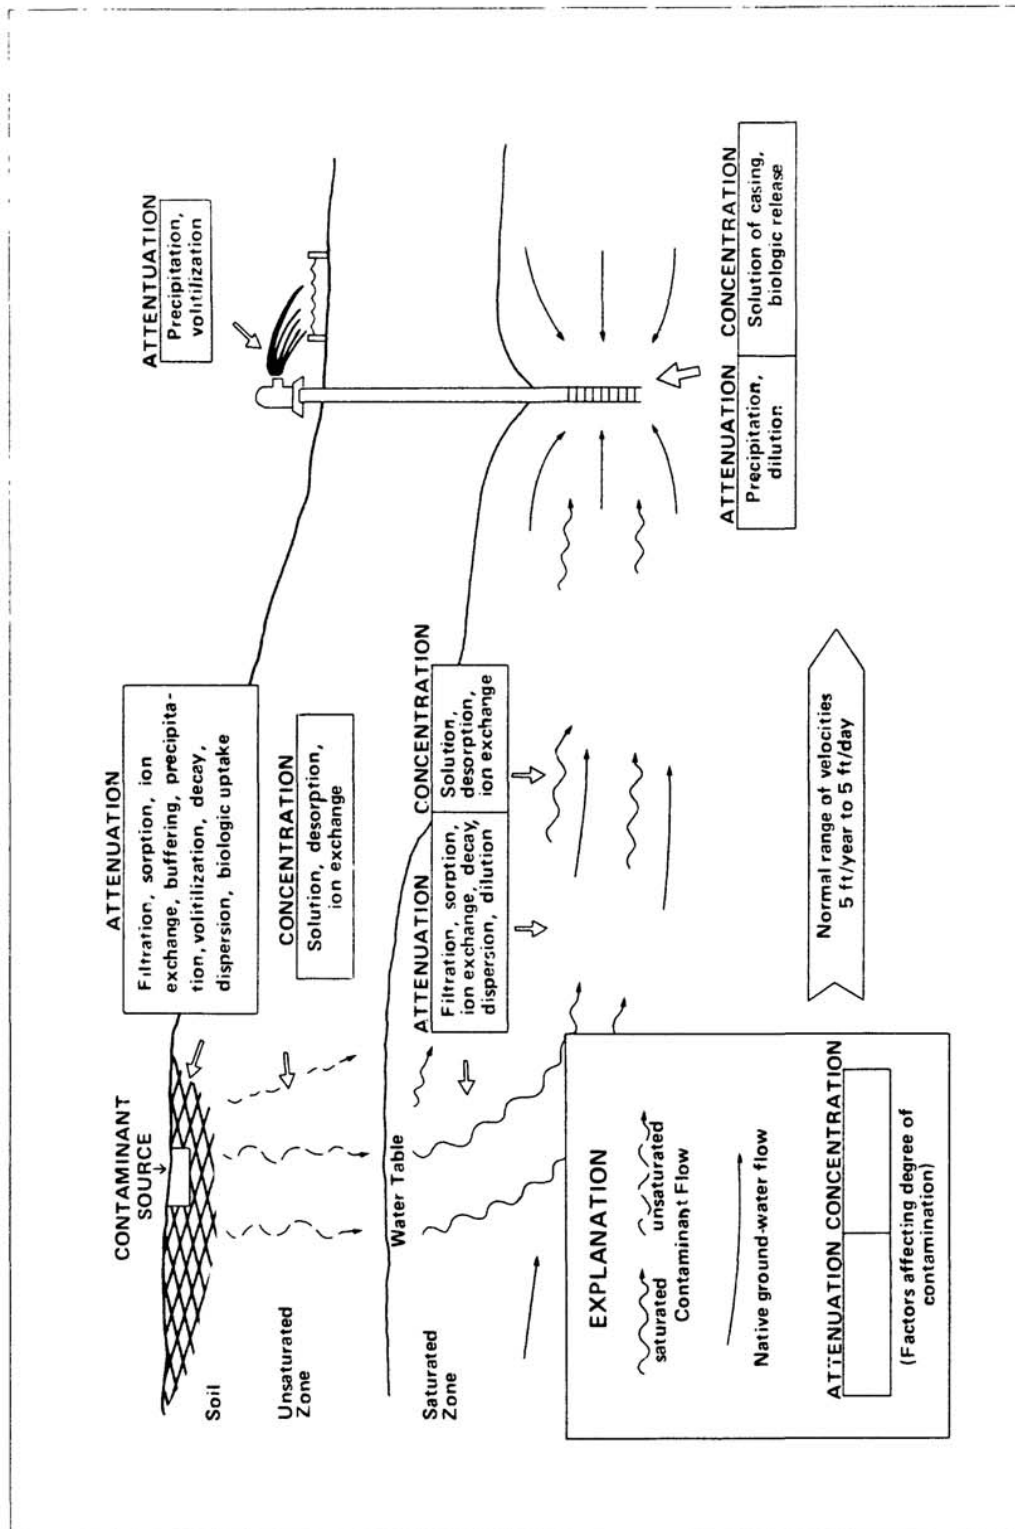 CONTAMINANT
SOURCE
ATTENUATION
Filtration, sorption, ion
exchange, buffering, precipita-
tion, volitilization, decay,
dispersion, biologic uptake
ATTENTUATION
Precipitation,
volitilization
Soil
Unsaturated
Zone
CONCENTRATION
Solution, desorption,
ion exchange
Water Table
Saturated
Zone
ATTENUATION
Filtration, sorption,
ion exchange, decay,
dispersion, dilution
CONCENTRATION
Solution,
desorption,
ion exchange
ATTENUATION
Precipitation,
dilution
CONCENTRATION
Solution of casing,
biologic release
Normal range of velocities
5 ft/year to 5 ft/day
EXPLANATION
saturated unsaturated
Contaminant Flow
Native ground-water flow
ATTENUATION CONCENTRATION
(Factors affecting degree of
contamination)